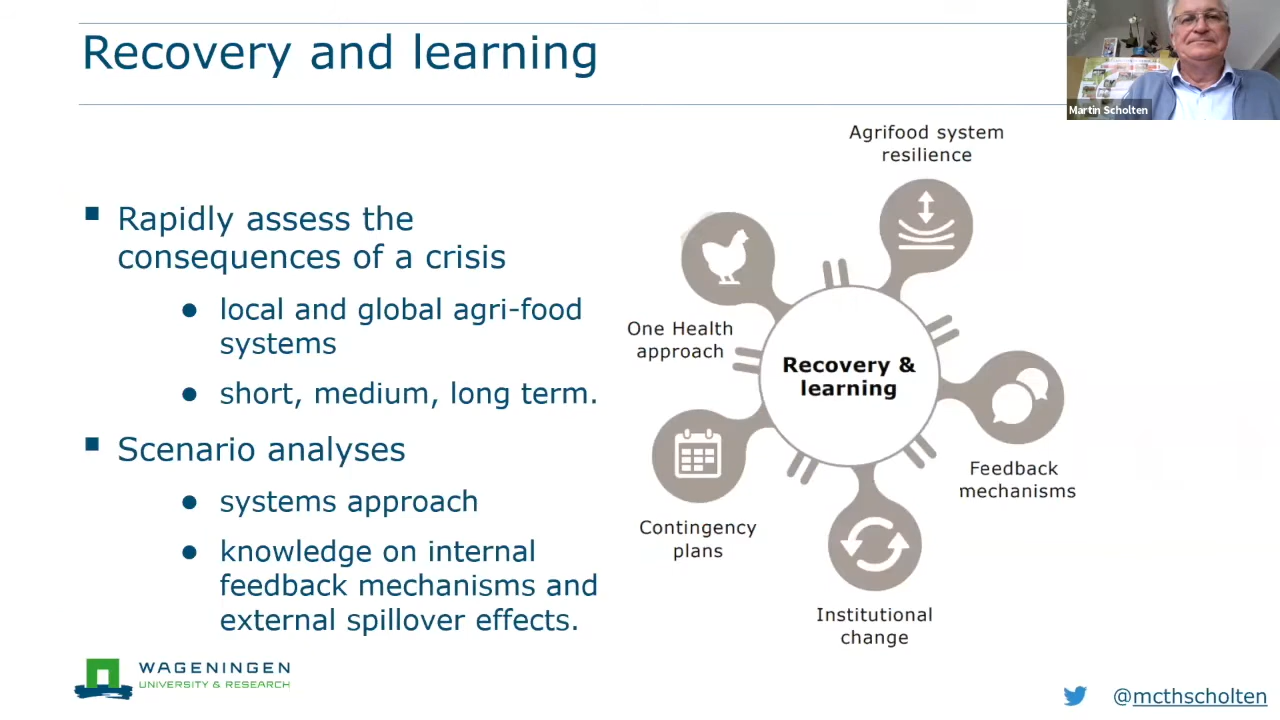 Recovery and learning
Martin Scholten
Rapidly assess the
consequences of a crisis
local and global agri-food
systems
short, medium, long term.
Scenario analyses
systems approach
knowledge on internal
feedback mechanisms and
external spillover effects.
Agrifood system
resilience
One Health
approach
Recovery &
learning
Feedback
mechanisms
Contingency
plans
Institutional
change
WAGENINGEN
UNIVERSITY & RESEARCH
@mcthscholten